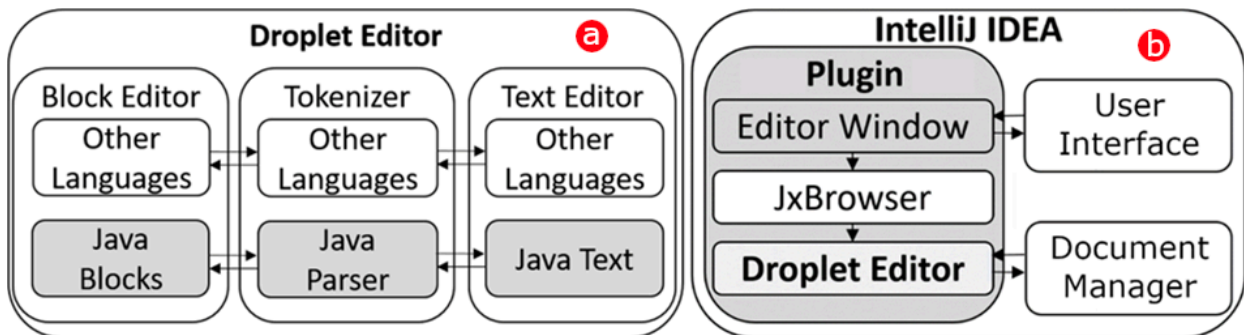 Droplet Editor
a
Block Editor
Other
Languages
Java
Blocks
Tokenizer
Other
Languages
Java
Parser
Text Editor
Other
Languages
Java Text
IntelliJ IDEA
b
Plugin
Editor Window
JxBrowser
Droplet Editor
User
Interface
Document
Manager